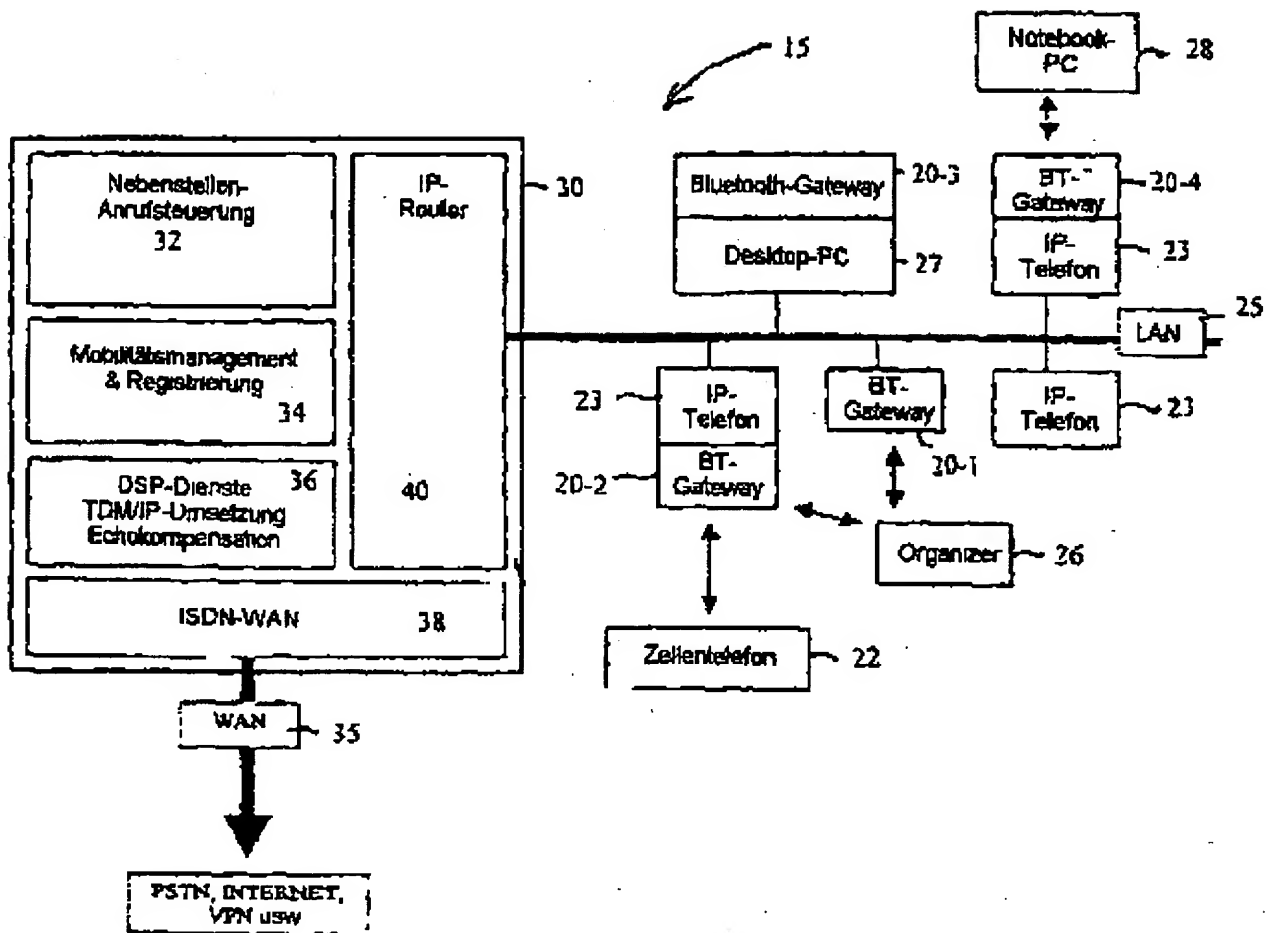 15
Notebook-
PC
28
Nebenstellen-
Anrufsteuerung
32
IP-
Router
30
Bluetooth-Gateway
20-3
BT-
Gateway
20-4
Desktop-PC
27
IP-
Telefon
23
25
LAN
Mobilitätsmanagement
& Registrierung
34
23
IP-
Telefon
BT-
Gateway
IP-
Telefon
23
20-1
20-2
BT-
Gateway
DSP-Dienste
36
TDM/IP-Umsetzung
Echokompensation
40
Organizer
26
ISDN-WAN
38
Zellentelefon
22
WAN
35
PSTN, INTERNET,
VPN usw